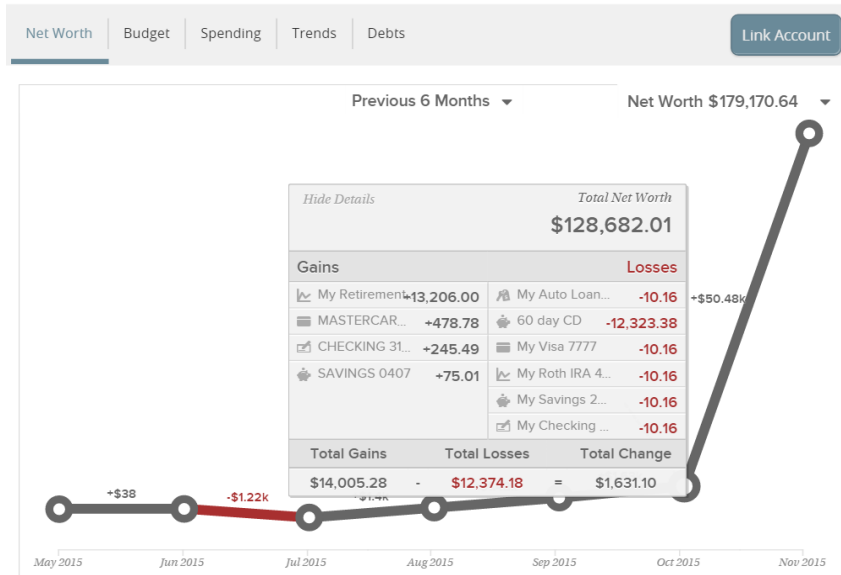 Net Worth Budget Spending Trends Debts Link Account
Previous 6 Months Net Worth $179,170.64
Hide Details Total Net Worth
$128,682.01
Gains Losses
My Retirement +13,206.00 My Auto Loan... -10.16
MASTERCAR... +478.78 60 day CD -12,323.38
CHECKING 31... +245.49 My Visa 7777 -10.16
SAVINGS 0407 +75.01 My Roth IRA 4... -10.16
My Savings 2... -10.16
My Checking ... -10.16
Total Gains Total Losses Total Change
$14,005.28 - $12,374.18 = $1,631.10
+$50.48k
+$38 -$1.22k +$1.4k
May 2015 Jun 2015 Jul 2015 Aug 2015 Sep 2015 Oct 2015 Nov 2015